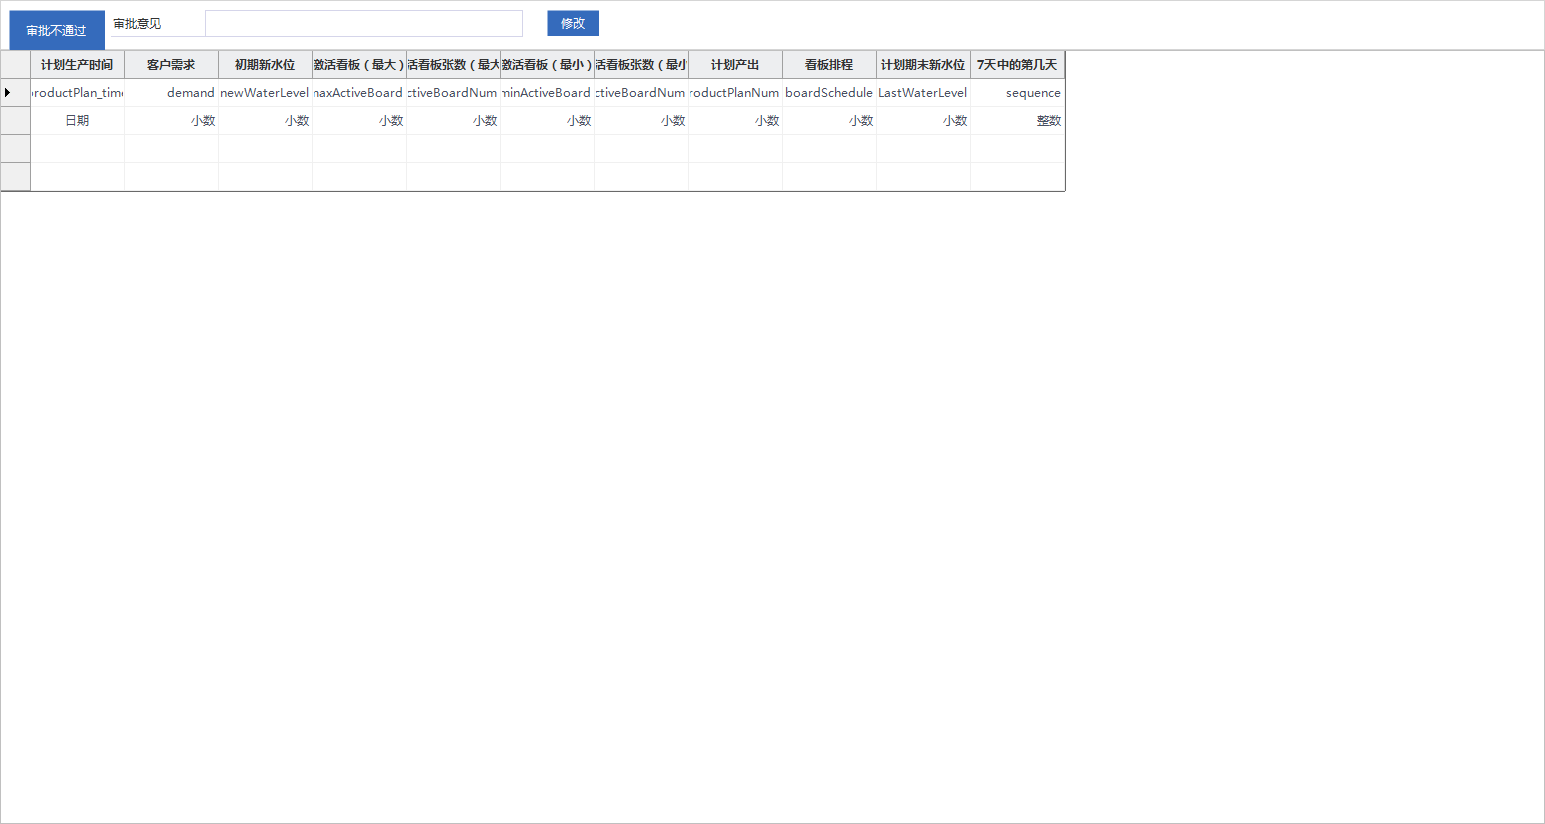 审批不通过 审批意见 修改
计划生产时间 客户需求 初期新水位 激活看板（最大） 活看板张数（最大 激活看板（最小） 活看板张数（最小 计划产出 看板排程 计划期末新水位 7天中的第几天
productPlan_time demand newWaterLevel maxActiveBoard ctiveBoardNum minActiveBoard ctiveBoardNum roductPlanNum boardSchedule LastWaterLevel sequence
日期 小数 小数 小数 小数 小数 小数 小数 小数 小数 整数